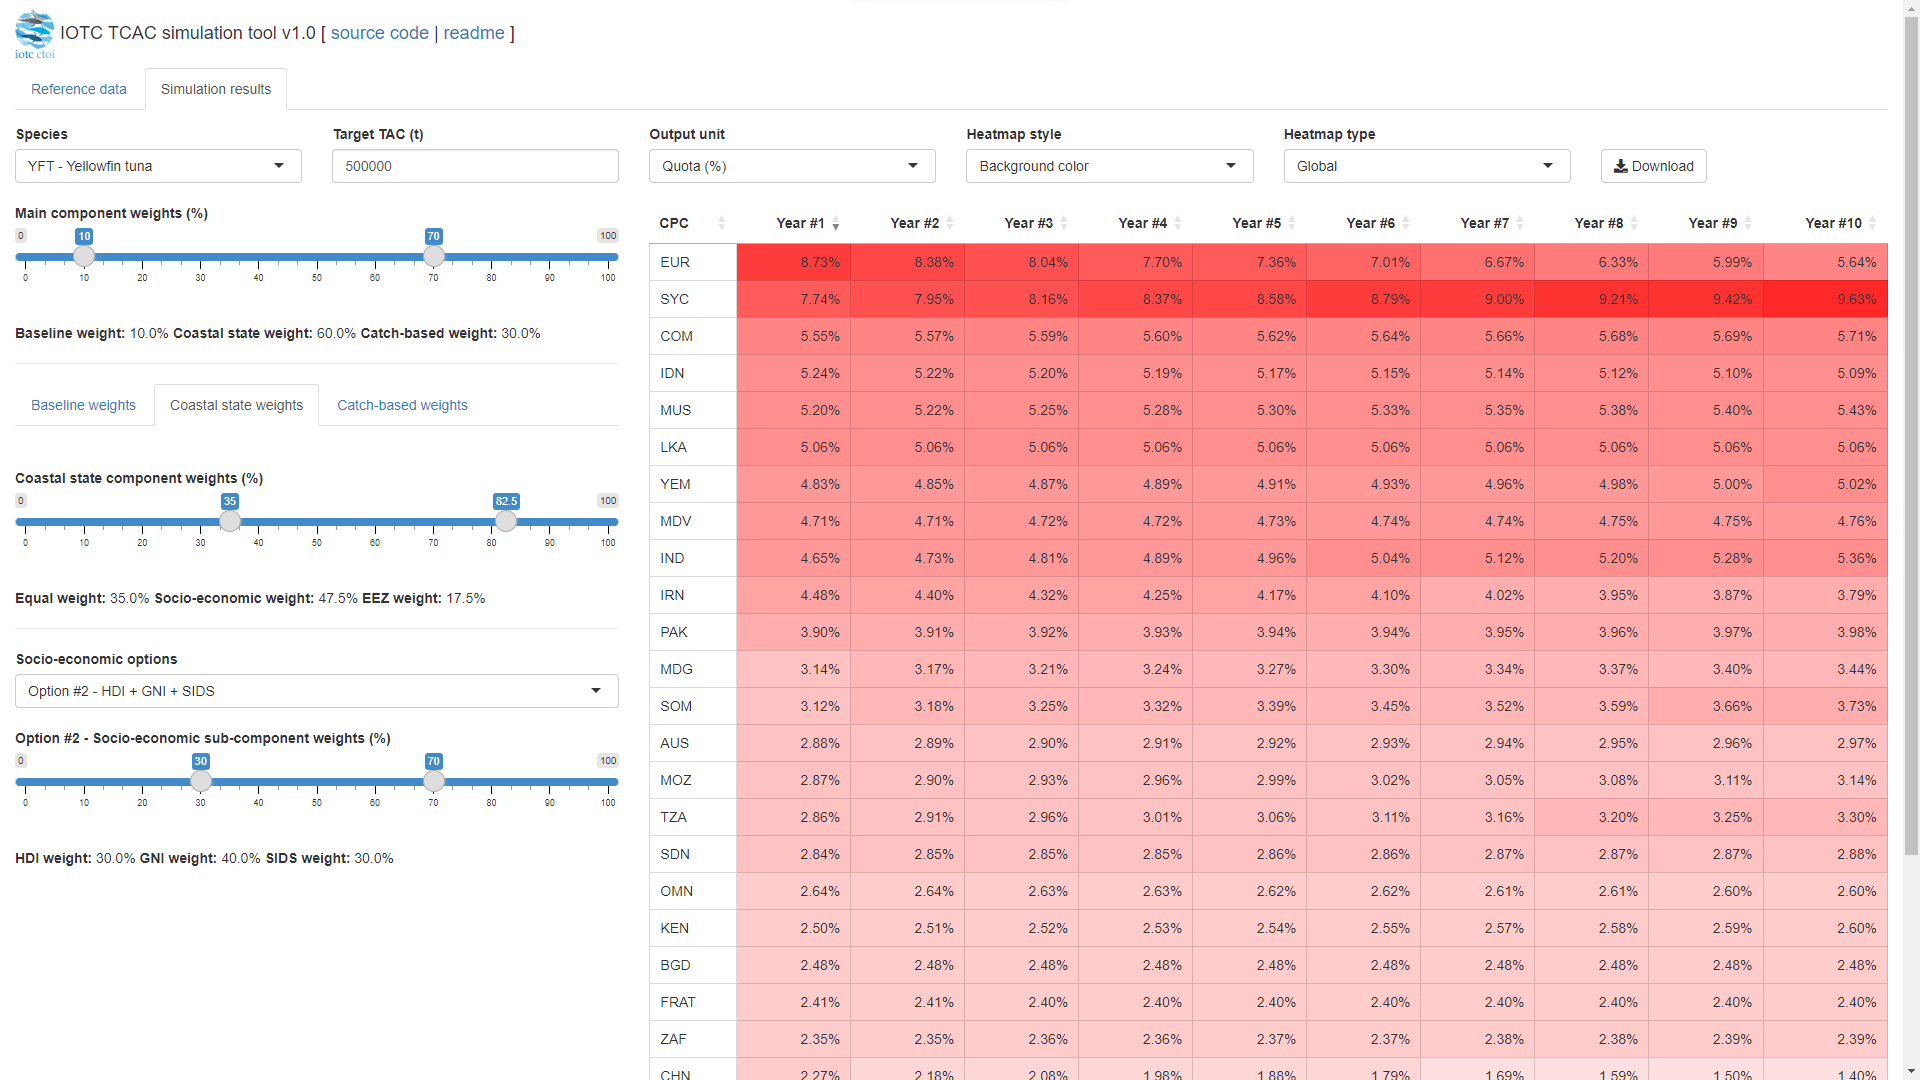 IOTC TCAC simulation tool v1.0 [ source code | readme ]
iotc ctoi
Reference data Simulation results
Species Target TAC (t) Output unit Heatmap style Heatmap type
YFT - Yellowfin tuna 500000 Quota (%) Background color Global Download
Main component weights (%)
0 10 70 100
0 10 20 30 40 50 60 70 80 90 100
Baseline weight: 10.0% Coastal state weight: 60.0% Catch-based weight: 30.0%
Baseline weights Coastal state weights Catch-based weights
Coastal state component weights (%)
0 35 82.5 100
0 10 20 30 40 50 60 70 80 90 100
Equal weight: 35.0% Socio-economic weight: 47.5% EEZ weight: 17.5%
Socio-economic options
Option #2 - HDI + GNI + SIDS
Option #2 - Socio-economic sub-component weights (%)
0 30 70 100
0 10 20 30 40 50 60 70 80 90 100
HDI weight: 30.0% GNI weight: 40.0% SIDS weight: 30.0%
CPC Year #1 Year #2 Year #3 Year #4 Year #5 Year #6 Year #7 Year #8 Year #9 Year #10
EUR 8.73% 8.38% 8.04% 7.70% 7.36% 7.01% 6.67% 6.33% 5.99% 5.64%
SYC 7.74% 7.95% 8.16% 8.37% 8.58% 8.79% 9.00% 9.21% 9.42% 9.63%
COM 5.55% 5.57% 5.59% 5.60% 5.62% 5.64% 5.66% 5.68% 5.69% 5.71%
IDN 5.24% 5.22% 5.20% 5.19% 5.17% 5.15% 5.14% 5.12% 5.10% 5.09%
MUS 5.20% 5.22% 5.25% 5.28% 5.30% 5.33% 5.35% 5.38% 5.40% 5.43%
LKA 5.06% 5.06% 5.06% 5.06% 5.06% 5.06% 5.06% 5.06% 5.06% 5.06%
YEM 4.83% 4.85% 4.87% 4.89% 4.91% 4.93% 4.96% 4.98% 5.00% 5.02%
MDV 4.71% 4.71% 4.72% 4.72% 4.73% 4.74% 4.74% 4.75% 4.75% 4.76%
IND 4.65% 4.73% 4.81% 4.89% 4.96% 5.04% 5.12% 5.20% 5.28% 5.36%
IRN 4.48% 4.40% 4.32% 4.25% 4.17% 4.10% 4.02% 3.95% 3.87% 3.79%
PAK 3.90% 3.91% 3.92% 3.93% 3.94% 3.94% 3.95% 3.96% 3.97% 3.98%
MDG 3.14% 3.17% 3.21% 3.24% 3.27% 3.30% 3.34% 3.37% 3.40% 3.44%
SOM 3.12% 3.18% 3.25% 3.32% 3.39% 3.45% 3.52% 3.59% 3.66% 3.73%
AUS 2.88% 2.89% 2.90% 2.91% 2.92% 2.93% 2.94% 2.95% 2.96% 2.97%
MOZ 2.87% 2.90% 2.93% 2.96% 2.99% 3.02% 3.05% 3.08% 3.11% 3.14%
TZA 2.86% 2.91% 2.96% 3.01% 3.06% 3.11% 3.16% 3.20% 3.25% 3.30%
SDN 2.84% 2.85% 2.85% 2.85% 2.86% 2.86% 2.87% 2.87% 2.87% 2.88%
OMN 2.64% 2.64% 2.63% 2.63% 2.62% 2.62% 2.61% 2.61% 2.60% 2.60%
KEN 2.50% 2.51% 2.52% 2.53% 2.54% 2.55% 2.57% 2.58% 2.59% 2.60%
BGD 2.48% 2.48% 2.48% 2.48% 2.48% 2.48% 2.48% 2.48% 2.48% 2.48%
FRAT 2.41% 2.41% 2.40% 2.40% 2.40% 2.40% 2.40% 2.40% 2.40% 2.40%
ZAF 2.35% 2.35% 2.36% 2.36% 2.37% 2.37% 2.38% 2.38% 2.39% 2.39%
CHN 2.27% 2.18% 2.08% 1.98% 1.88% 1.79% 1.69% 1.59% 1.50% 1.40%